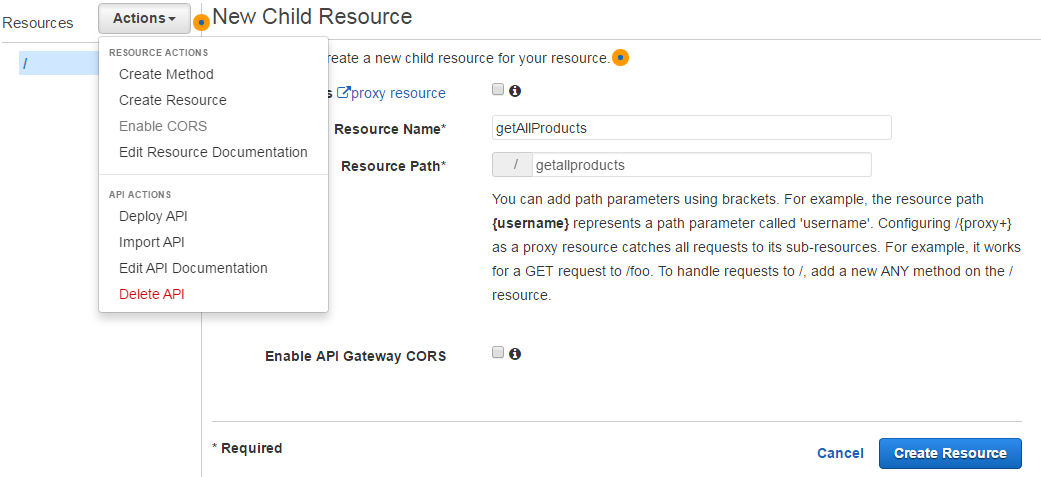 Resources
Actions
New Child Resource
/
RESOURCE ACTIONS
Create Method
Create Resource
Enable CORS
Edit Resource Documentation
API ACTIONS
Deploy API
Import API
Edit API Documentation
Delete API
create a new child resource for your resource.
proxy resource
Resource Name*
getAllProducts
Resource Path*
/ getallproducts
You can add path parameters using brackets. For example, the resource path
{username} represents a path parameter called 'username'. Configuring /{proxy+}
as a proxy resource catches all requests to its sub-resources. For example, it works
for a GET request to /foo. To handle requests to /, add a new ANY method on the /
resource.
Enable API Gateway CORS
* Required
Cancel
Create Resource